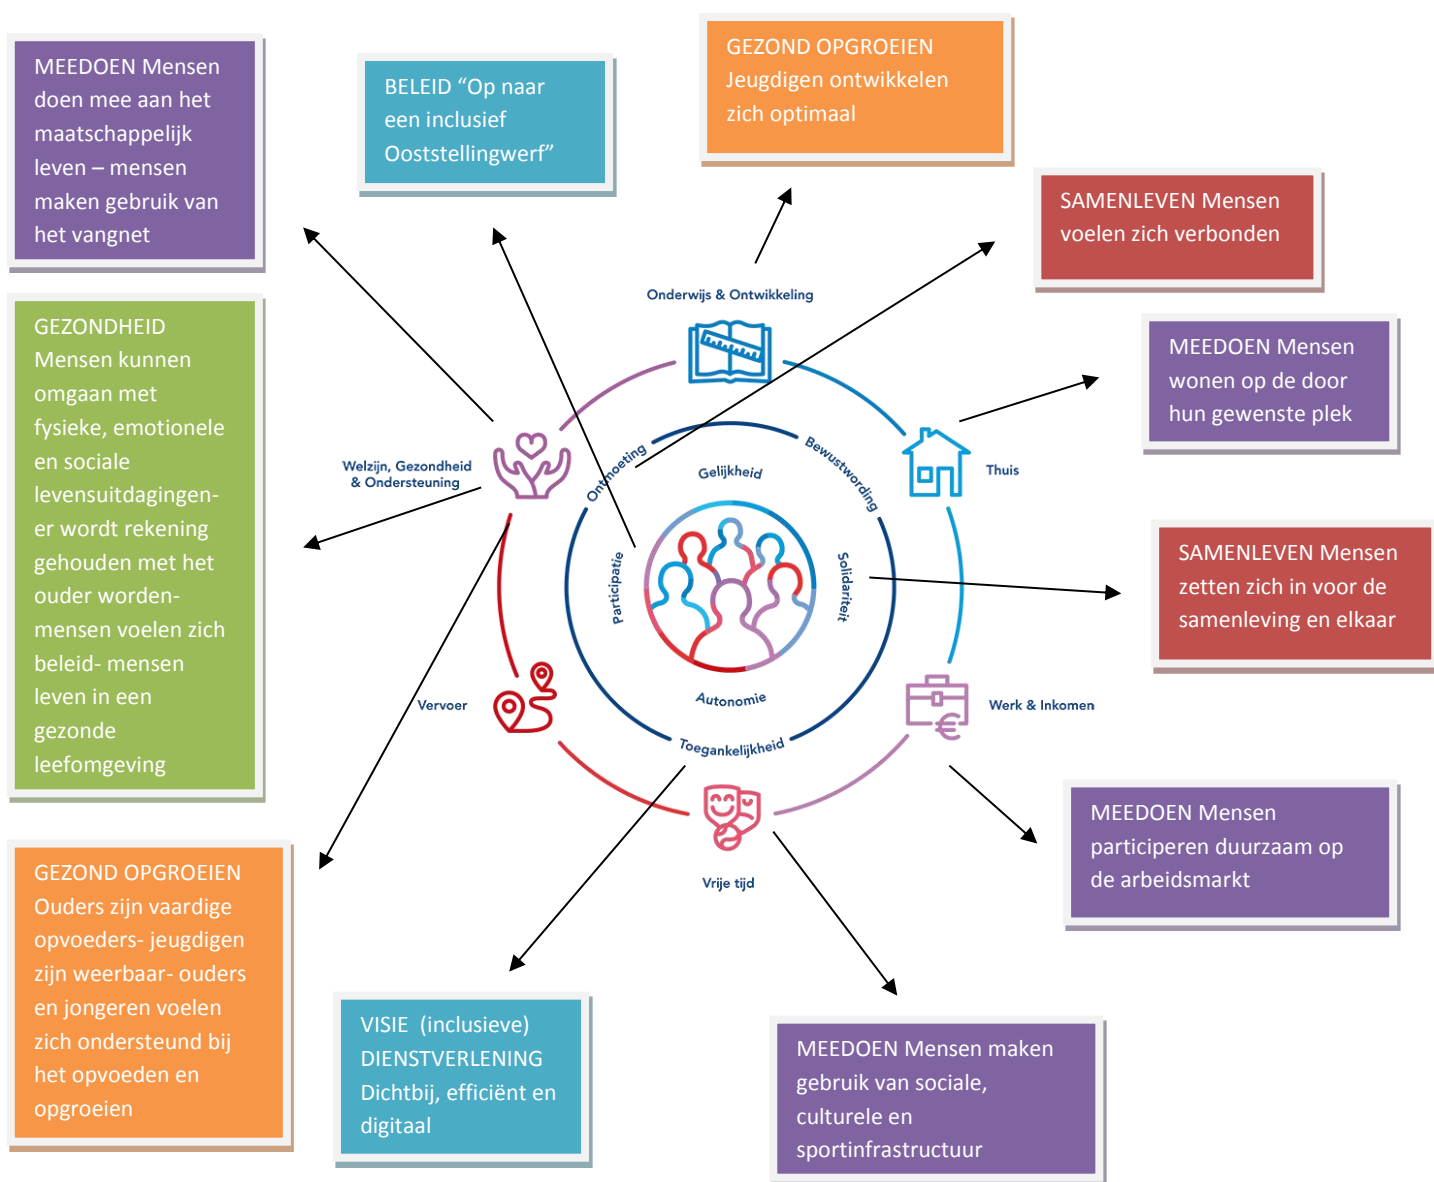 MEEDOEN Mensen
doen mee aan het
maatschappelijk
leven – mensen
maken gebruik van
het vangnet
BELEID “Op naar
een inclusief
Ooststellingwerf”
GEZOND OPGROEIEN
Jeugdigen ontwikkelen
zich optimaal
SAMENLEVEN Mensen
voelen zich verbonden
MEEDOEN Mensen
wonen op de door
hun gewenste plek
SAMENLEVEN Mensen
zetten zich in voor de
samenleving en elkaar
MEEDOEN Mensen
participeren duurzaam op
de arbeidsmarkt
MEEDOEN Mensen maken
gebruik van sociale,
culturele en
sportinfrastructuur
VISIE (inclusieve)
DIENSTVERLENING
Dichtbij, efficiënt en
digitaal
GEZOND OPGROEIEN
Ouders zijn vaardige
opvoeders- jeugdigen
zijn weerbaar- ouders
en jongeren voelen
zich ondersteund bij
het opvoeden en
opgroeien
GEZONDHEID
Mensen kunnen
omgaan met
fysieke, emotionele
en sociale
levensuitdagingen-
er wordt rekening
gehouden met het
ouder worden-
mensen voelen zich
beleid- mensen
leven in een
gezonde
leefomgeving
Onderwijs & Ontwikkeling
Thuis
Werk & Inkomen
Vrije tijd
Vervoer
Welzijn, Gezondheid
& Ondersteuning
Ontmoeting
Bewustwording
Toegankelijkheid
Gelijkheid
Solidariteit
Autonomie
Participatie